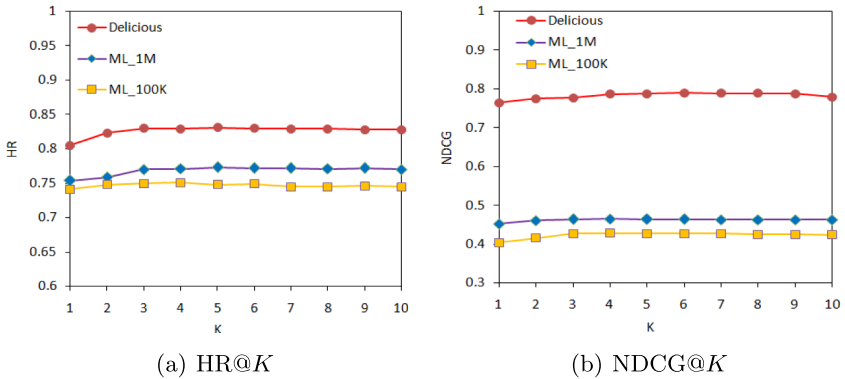 1
0.95
0.9
0.85
0.8
0.75
0.7
0.65
0.6
HR
Delicious
ML_1M
ML_100K
1 2 3 4 5 6 7 8 9 10
K
(a) HR@K
1
0.9
0.8
0.7
0.6
0.5
0.4
0.3
NDCG
Delicious
ML_1M
ML_100K
1 2 3 4 5 6 7 8 9 10
K
(b) NDCG@K